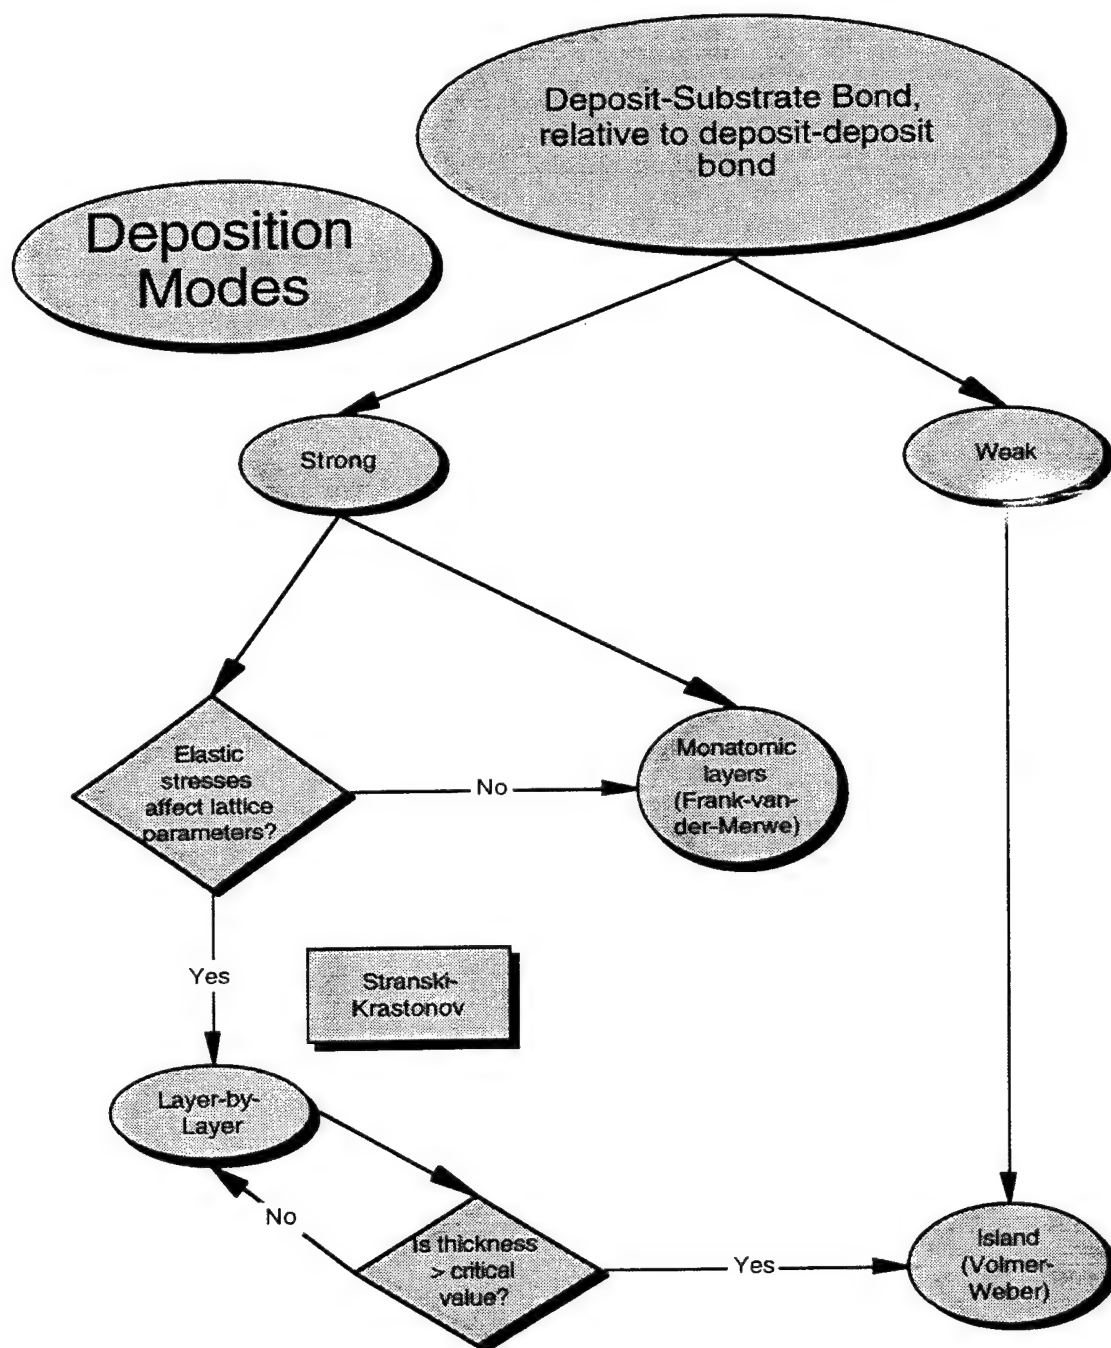 Deposit-Substrate Bond,
relative to deposit-deposit
bond
Deposition
Modes
Strong
Weak
Elastic
stresses
affect lattice
parameters?
No
Monatomic
layers
(Frank-van-
der-Merwe)
Yes
Stranski-
Krastonov
Layer-by-
Layer
No
Is thickness
> critical
value?
Yes
Island
(Volmer-
Weber)